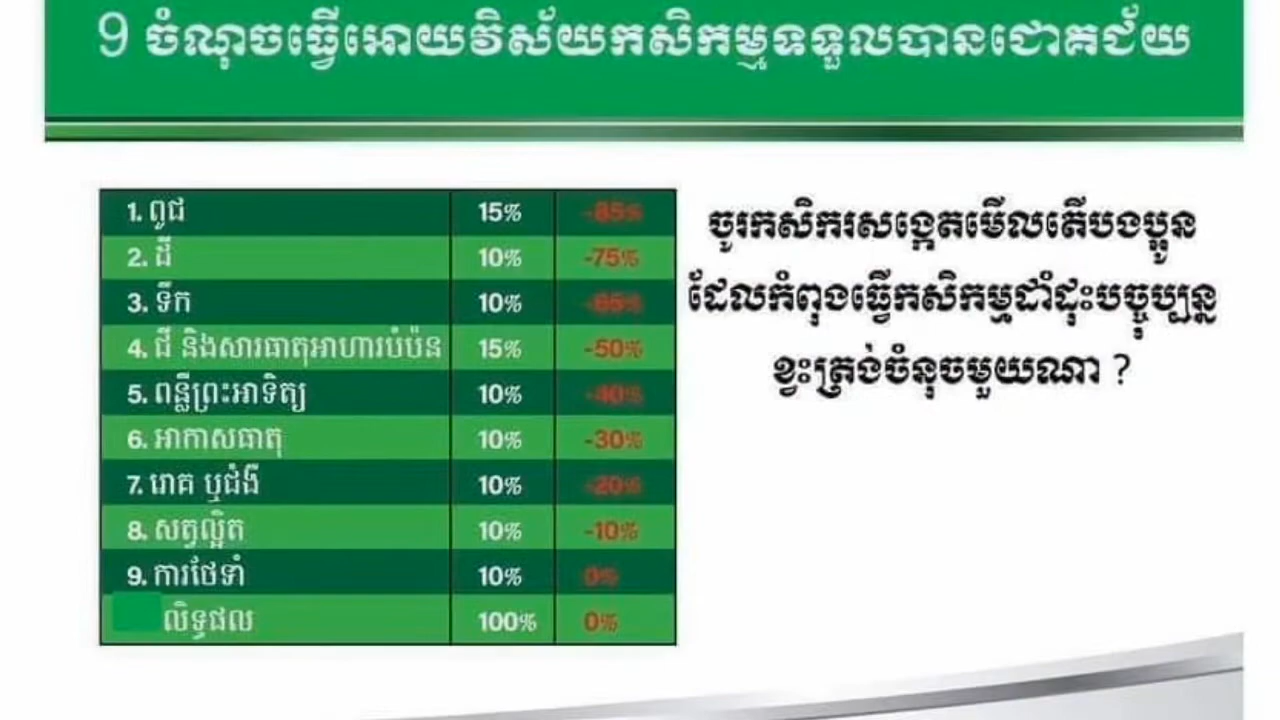 9 ចំណុចធ្វើអោយវិស័យកសិកម្មទទួលបានជោគជ័យ
1. ពូជ 15% -85%
2. ដី 10% -75%
3. ទឹក 10% -65%
4. ជី និងសារធាតុអាហារបំប៉ន 15% -50%
5. ពន្លឺព្រះអាទិត្យ 10% -40%
6. អាកាសធាតុ 10% -30%
7. រោគ ឬជំងឺ 10% -20%
8. សត្វល្អិត 10% -10%
9. ការថែទាំ 10% 0%
លិទ្ធផល 100% 0%
ចូរកសិករសង្កេតមើលតើបងប្អូន
ដែលកំពុងធ្វើកសិកម្មដាំដុះបច្ចុប្បន្ន
ខ្វះត្រង់ចំនុចមួយណា ?